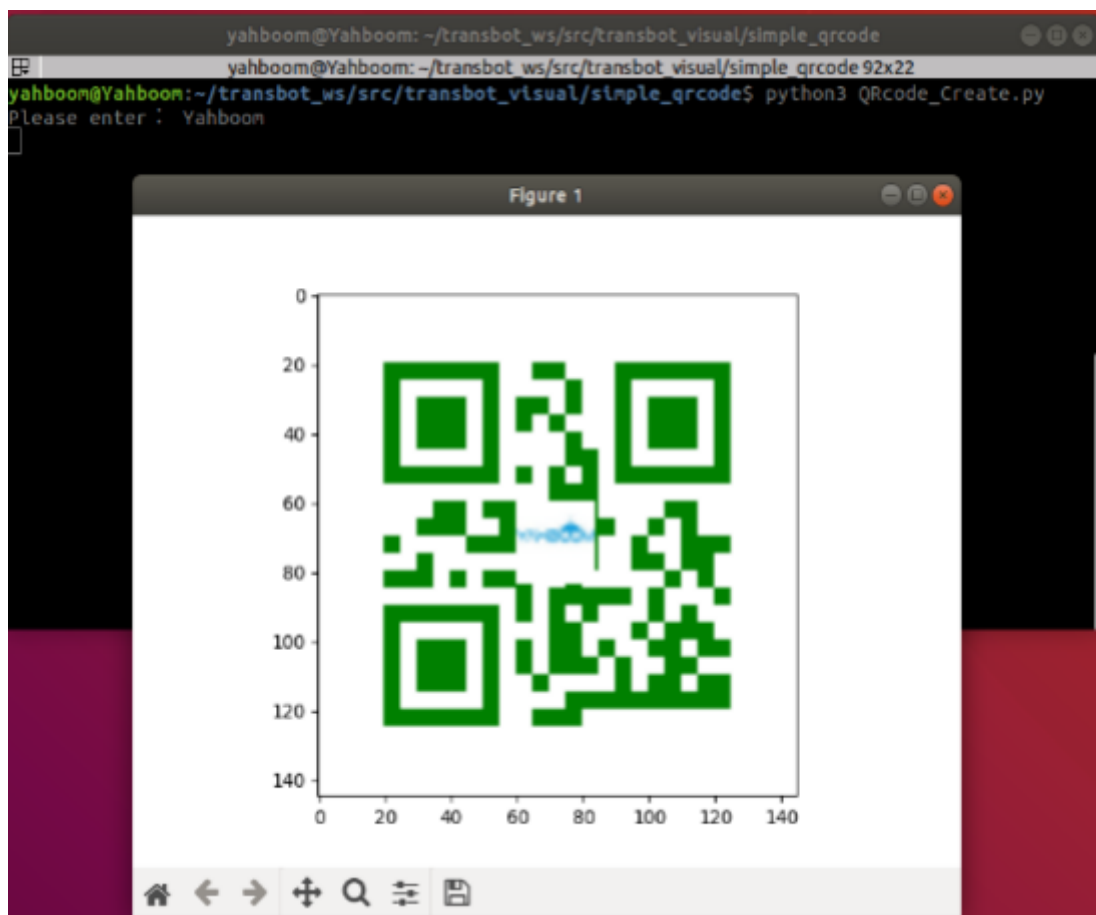 yahboom@Yahboom: ~/transbot_ws/src/transbot_visual/simple_qrcode
yahboom@Yahboom: ~/transbot_ws/src/transbot_visual/simple_qrcode 92x22
yahboom@Yahboom:~/transbot_ws/src/transbot_visual/simple_qrcode$ python3 QRcode_Create.py
Please enter： Yahboom
Figure 1
0
20
40
60
YAHBOOM
80
100
120
140
0 20 40 60 80 100 120 140